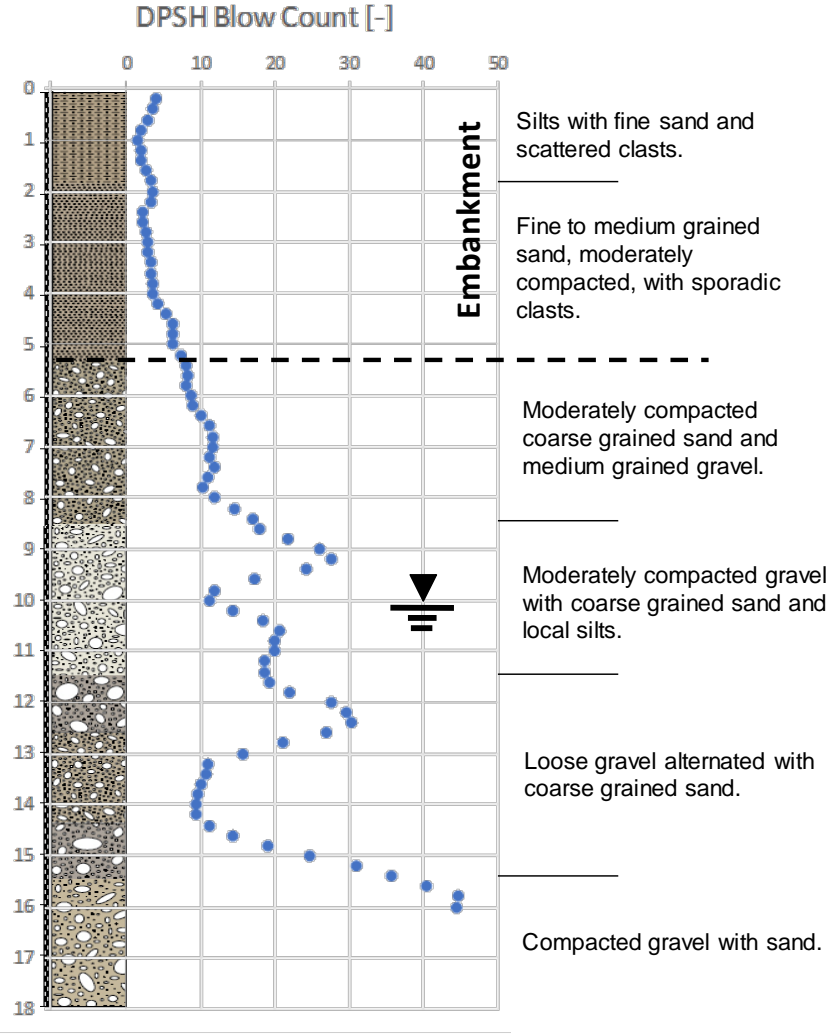 DPSH Blow Count [-]
0 10 20 30 40 50
0
1
2
3
4
5
6
7
8
9
10
11
12
13
14
15
16
17
18
Embankment
Silts with fine sand and
scattered clasts.
Fine to medium grained
sand, moderately
compacted, with sporadic
clasts.
Moderately compacted
coarse grained sand and
medium grained gravel.
Moderately compacted gravel
with coarse grained sand and
local silts.
Loose gravel alternated with
coarse grained sand.
Compacted gravel with sand.